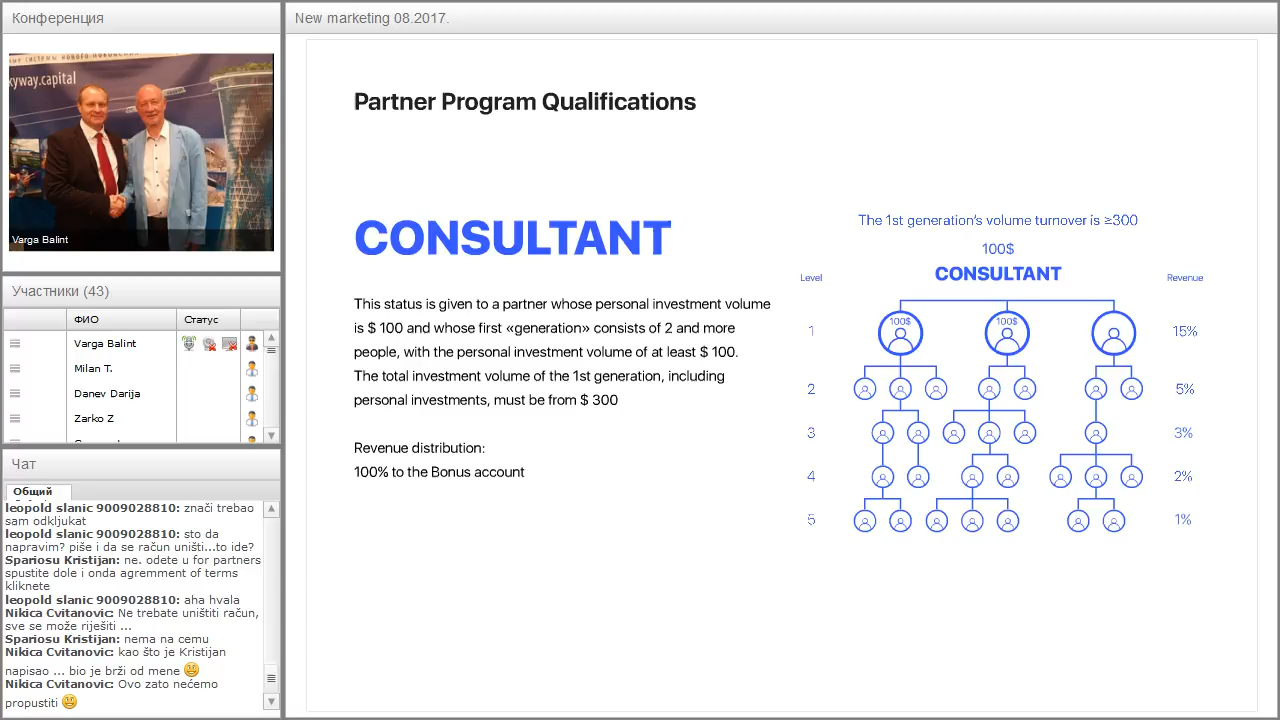 Конференция
kyway.capital
Varga Balint
Участники (43)
ФИО
Статус
Varga Balint
Milan T.
Danev Darija
Zarko Z
Чат
Общий
leopold slanic 9009028810: znači trebao
sam odkljukat
leopold slanic 9009028810: sto da
napravim? piše i da se račun uništi...to ide?
Spariosu Kristijan: ne. odete u for partners
spustite dole i onda agremment of terms
kliknete
leopold slanic 9009028810: aha hvala
Nikica Cvitanovic: Ne trebate uništiti račun,
sve se može riješiti ...
Spariosu Kristijan: nema na cemu
Nikica Cvitanovic: kao što je Kristijan
napisao ... bio je brži od mene
Nikica Cvitanovic: Ovo zato nećemo
propustiti
New marketing 08.2017.
Partner Program Qualifications
CONSULTANT
This status is given to a partner whose personal investment volume
is $ 100 and whose first «generation» consists of 2 and more
people, with the personal investment volume of at least $ 100.
The total investment volume of the 1st generation, including
personal investments, must be from $ 300
Revenue distribution:
100% to the Bonus account
The 1st generation's volume turnover is ≥300
100$
CONSULTANT
Level
Revenue
1
100$
100$
15%
2
5%
3
3%
4
2%
5
1%